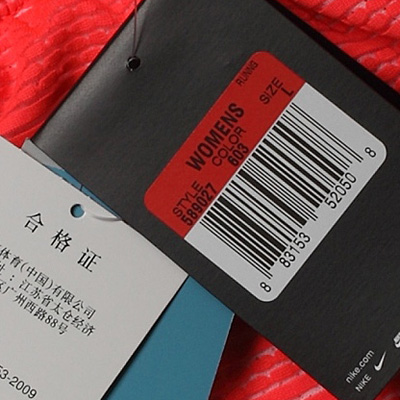 RUNNING
WOMENS
SIZE
L
COLOR
603
STYLE
589027
8 83153 52050 8
nike.com
NIKE
合格证
体育(中国)有限公司
:江苏省太仓经济
广州西路88号
53-2009